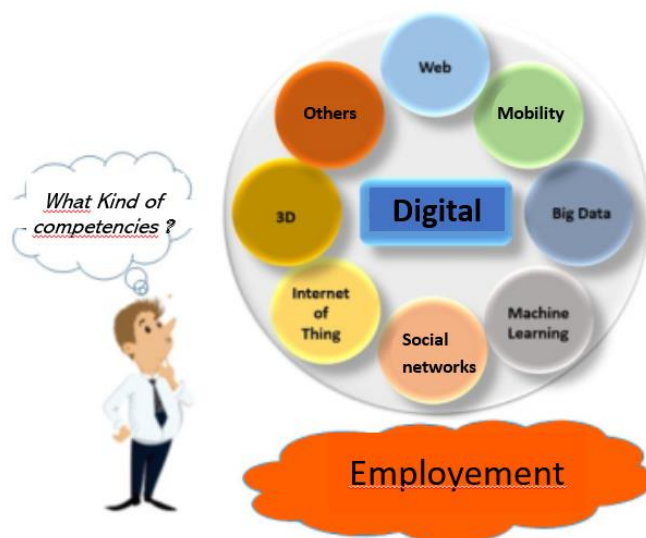 Web
Mobility
Others
What Kind of
competencies ?
3D
Digital
Big Data
Internet
of
Thing
Machine
Learning
Social
networks
Employement